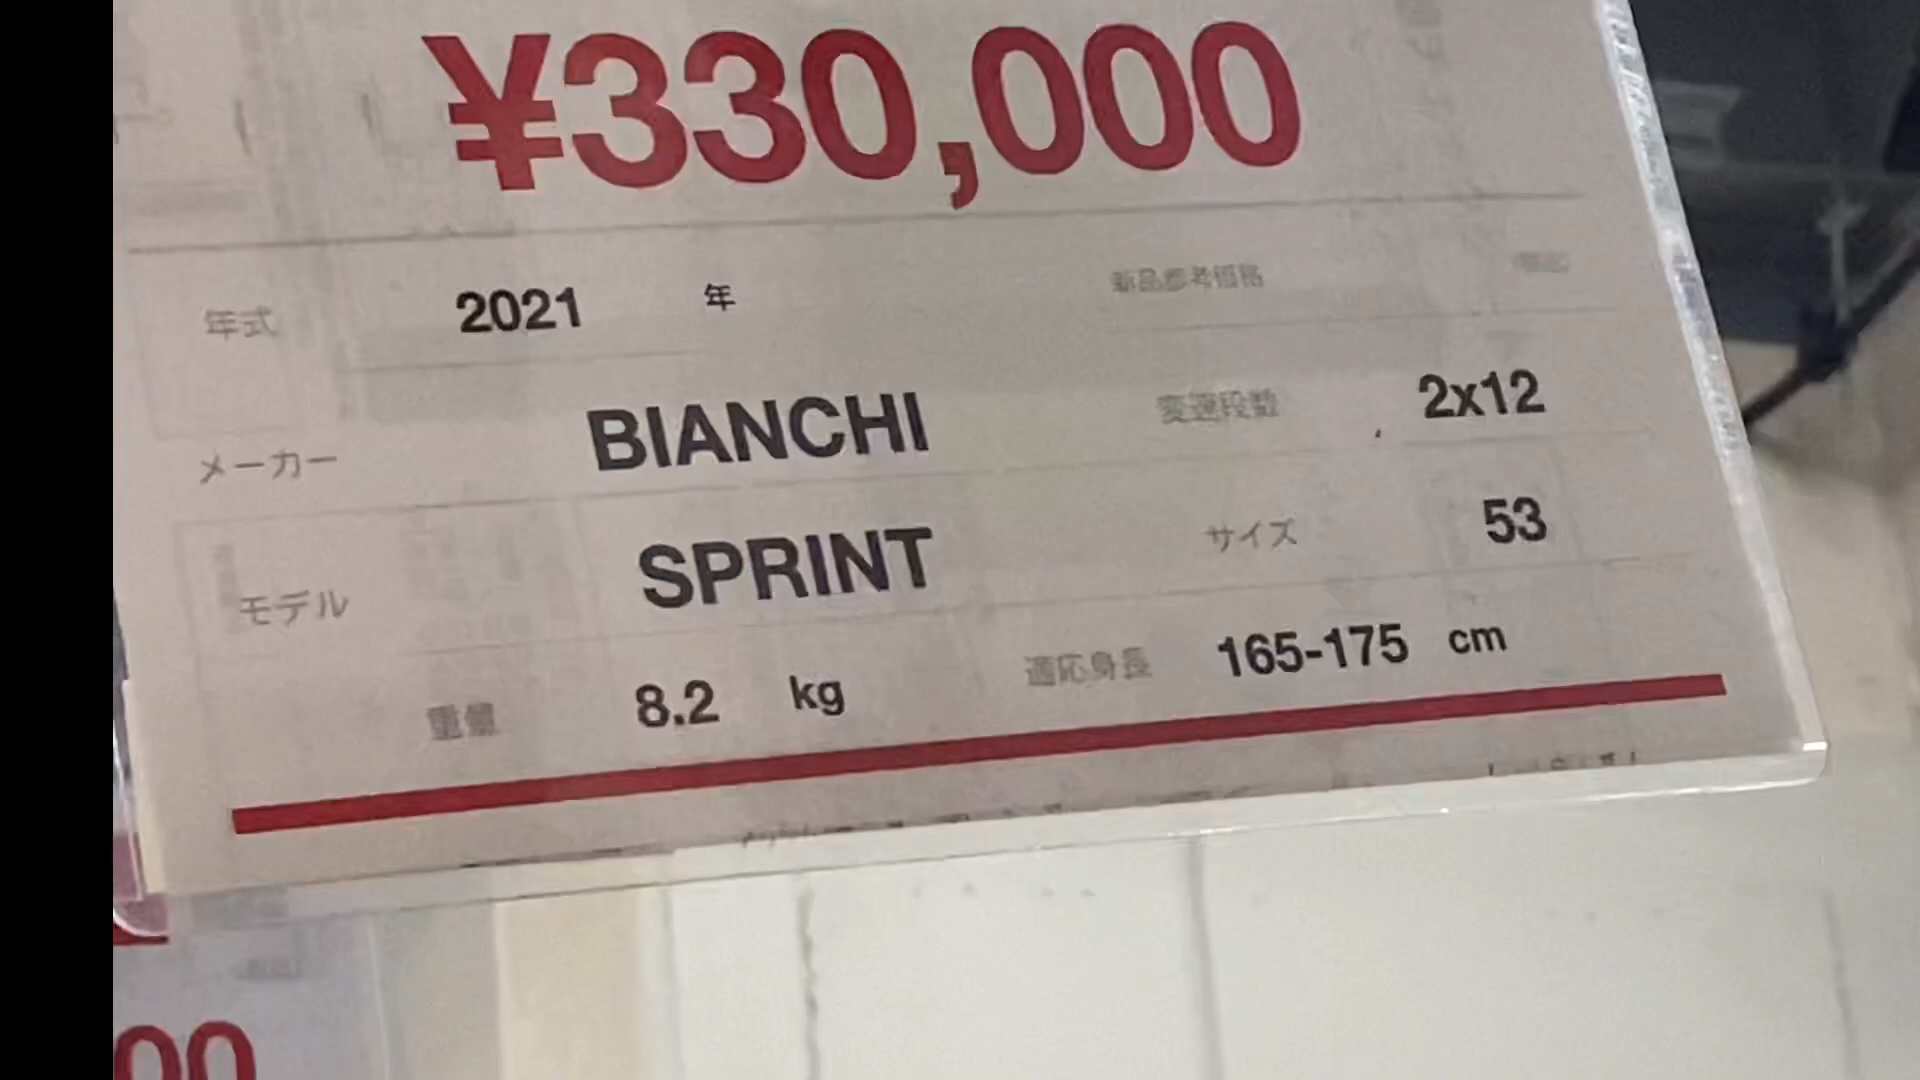 ¥330,000
年式 2021 年 新品参考価格
メーカー BIANCHI 変速段数 2x12
モデル SPRINT サイズ 53
重量 8.2 kg 適応身長 165-175 cm
00